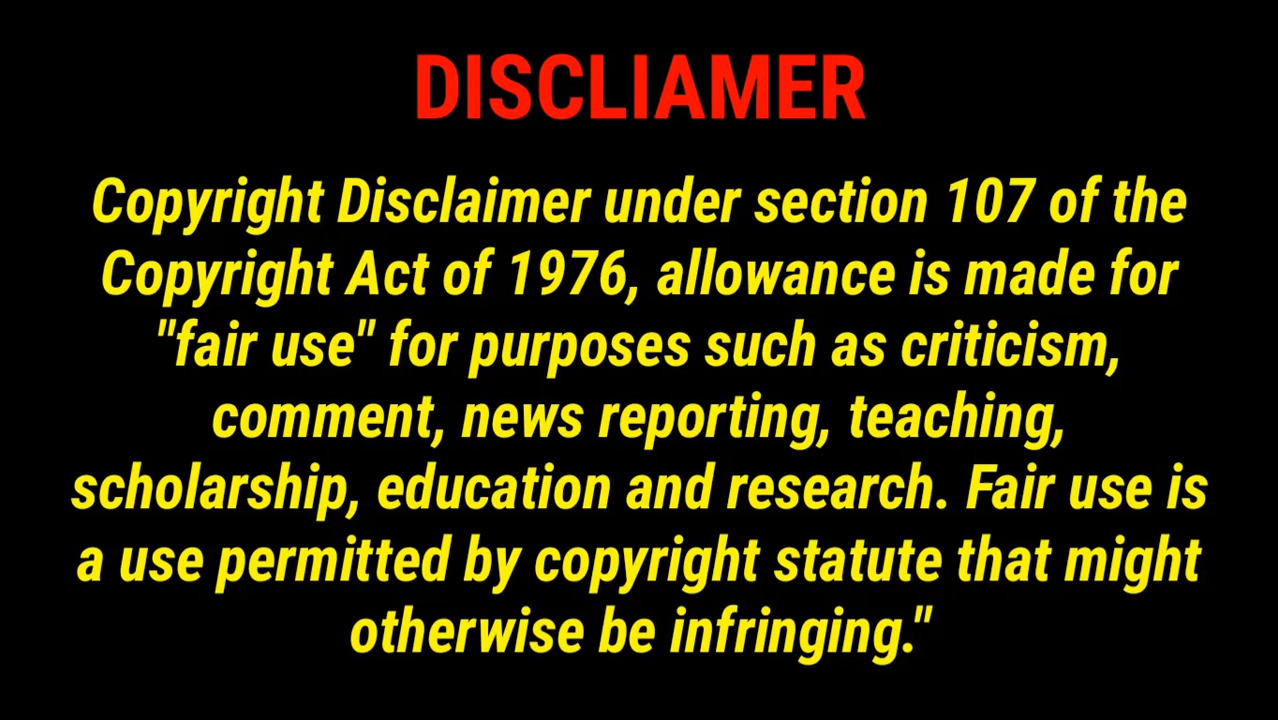 DISCLIAMER
Copyright Disclaimer under section 107 of the
Copyright Act of 1976, allowance is made for
"fair use" for purposes such as criticism,
comment, news reporting, teaching,
scholarship, education and research. Fair use is
a use permitted by copyright statute that might
otherwise be infringing."